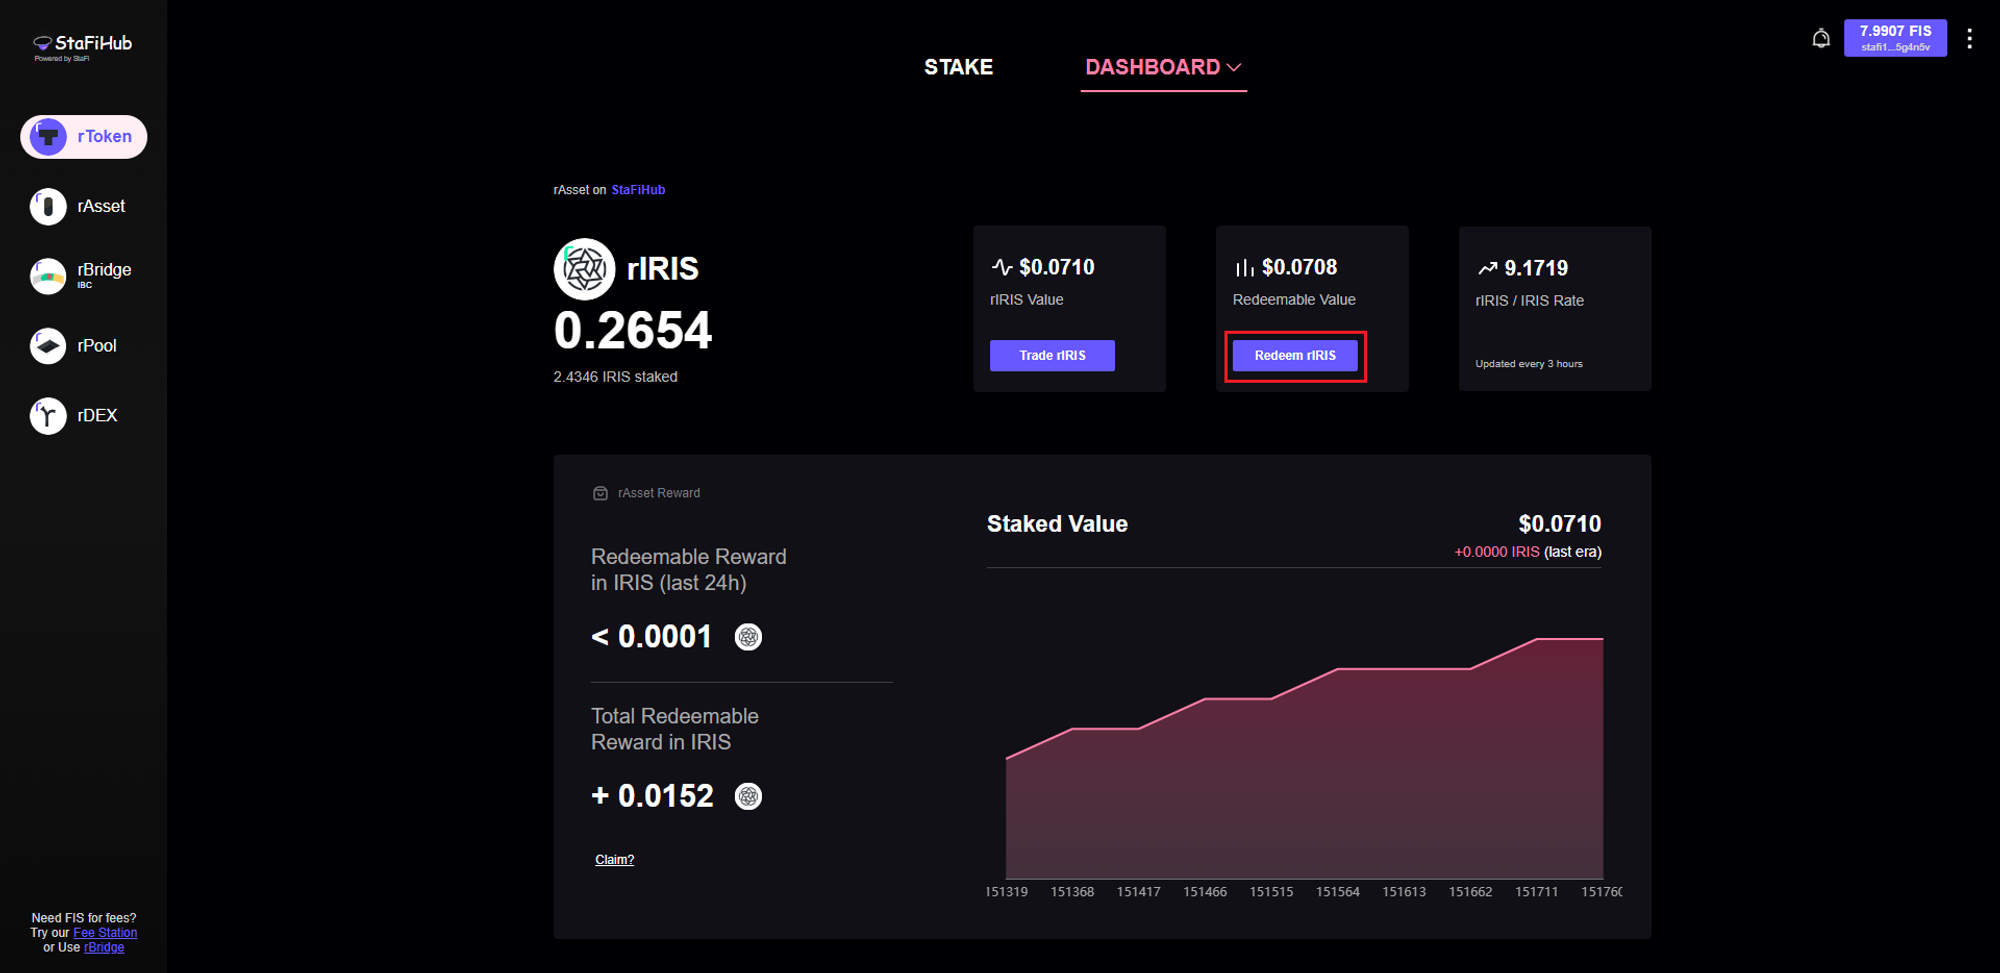 StaFiHub
Powered by StaFi
rToken
rAsset
rBridge
IBC
rPool
rDEX
Need FIS for fees?
Try our Fee Station
or Use rBridge
STAKE
DASHBOARD
7.9907 FIS
stafi1...5g4n5v
rAsset on StaFiHub
rIRIS
0.2654
2.4346 IRIS staked
$0.0710
rIRIS Value
Trade rIRIS
$0.0708
Redeemable Value
Redeem rIRIS
9.1719
rIRIS / IRIS Rate
Updated every 3 hours
rAsset Reward
Redeemable Reward
in IRIS (last 24h)
< 0.0001
Total Redeemable
Reward in IRIS
+ 0.0152
Claim?
Staked Value
$0.0710
+0.0000 IRIS (last era)
151319 151368 151417 151466 151515 151564 151613 151662 151711 151760